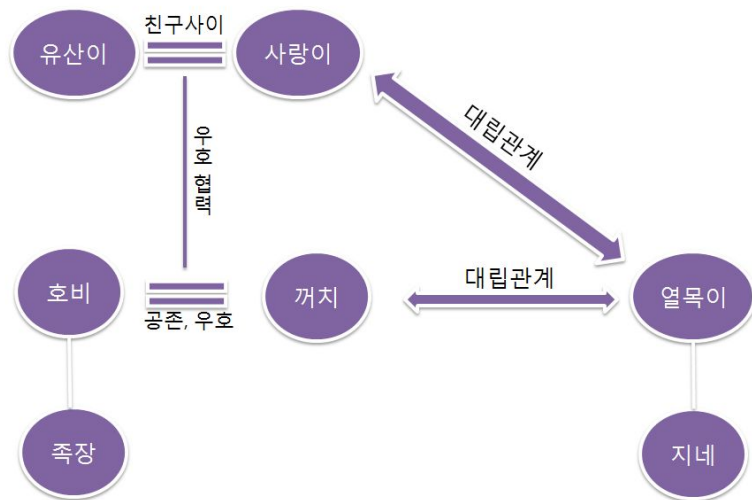 친구사이
유산이
사랑이
대립관계
우호 협력
호비
공존, 우호
꺼치
대립관계
열목이
족장
지네